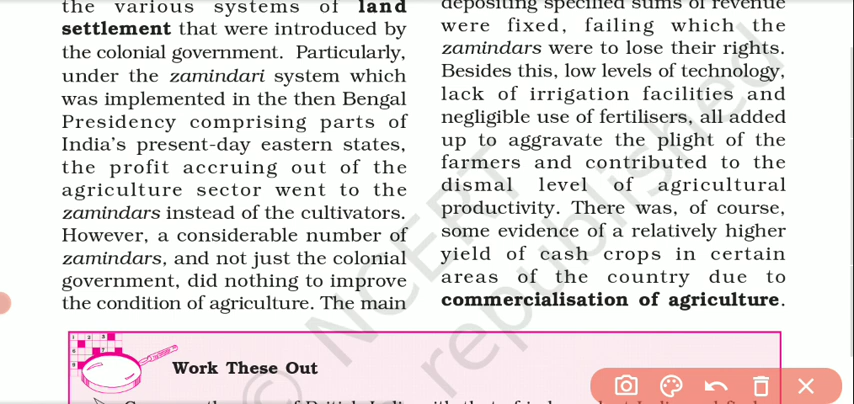 the various systems of land
settlement that were introduced by
the colonial government. Particularly,
under the zamindari system which
was implemented in the then Bengal
Presidency comprising parts of
India's present-day eastern states,
the profit accruing out of the
agriculture sector went to the
zamindars instead of the cultivators.
However, a considerable number of
zamindars, and not just the colonial
government, did nothing to improve
the condition of agriculture. The main
depositing specified sums of revenue
were fixed, failing which the
zamindars were to lose their rights.
Besides this, low levels of technology,
lack of irrigation facilities and
negligible use of fertilisers, all added
up to aggravate the plight of the
farmers and contributed to the
dismal level of agricultural
productivity. There was, of course,
some evidence of a relatively higher
yield of cash crops in certain
areas of the country due to
commercialisation of agriculture.
Work These Out
© NCERT
republished